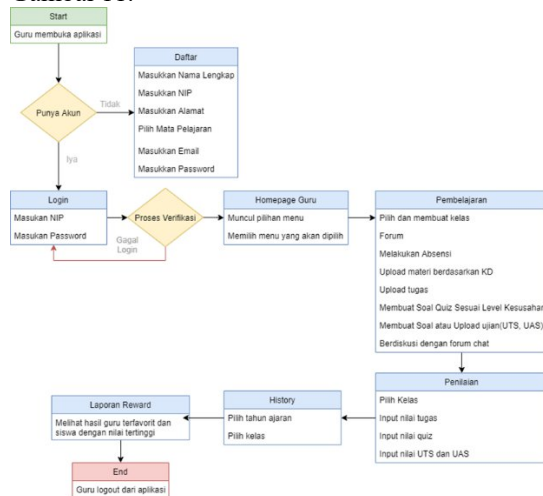 Start
Guru membuka aplikasi
Punya Akun
Tidak
Iya
Daftar
Masukkan Nama Lengkap
Masukkan NIP
Masukkan Alamat
Pilih Mata Pelajaran
Masukkan Email
Masukkan Password
Login
Masukan NIP
Masukan Password
Proses Verifikasi
Gagal
Login
Homepage Guru
Muncul pilihan menu
Memilih menu yang akan dipilih
Pembelajaran
Pilih dan membuat kelas
Forum
Melakukan Absensi
Upload materi berdasarkan KD
Upload tugas
Membuat Soal Quiz Sesuai Level Kesusahan
Membuat Soal atau Upload ujian(UTS, UAS)
Berdiskusi dengan forum chat
Penilaian
Pilih Kelas
Input nilai tugas
Input nilai quiz
Input nilai UTS dan UAS
History
Pilih tahun ajaran
Pilih kelas
Laporan Reward
Melihat hasil guru terfavorit dan
siswa dengan nilai tertinggi
End
Guru logout dari aplikasi